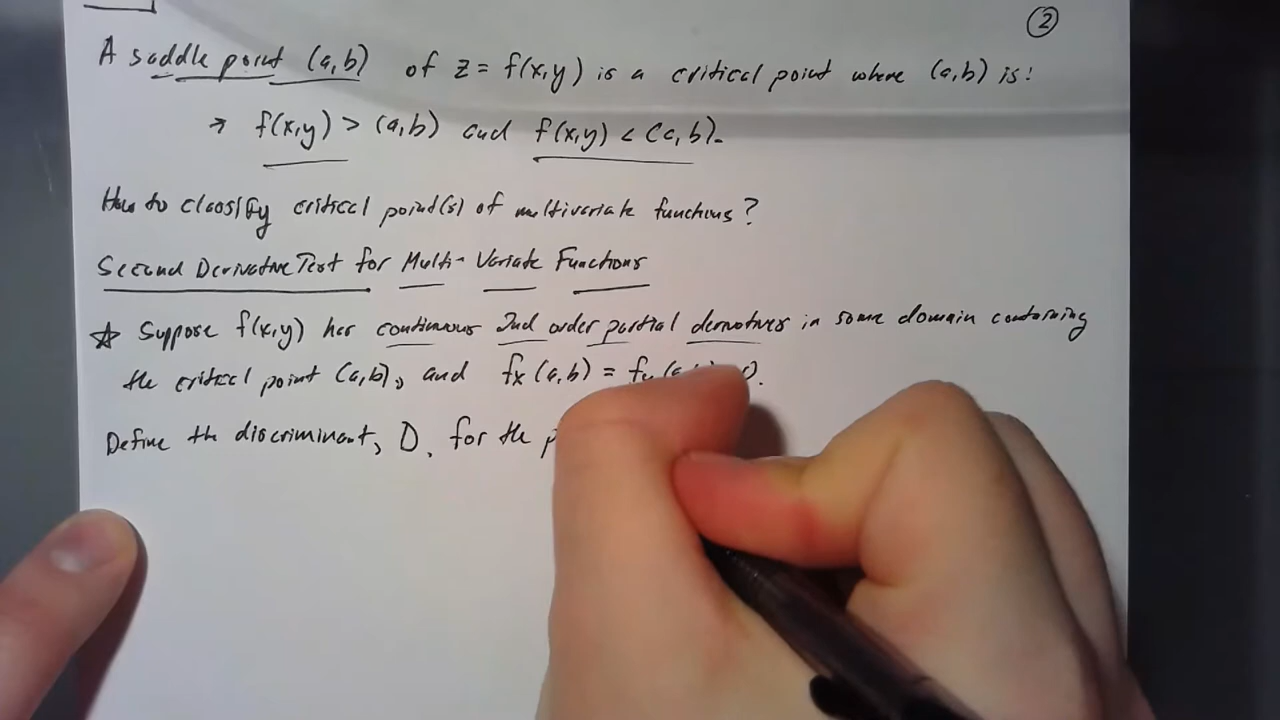 ②
A saddle point (a,b) of z = f(x,y) is a critical point where (a,b) is:
→ f(x,y) > (a,b) and f(x,y) < (a,b).
How to classify critical point(s) of multivariate functions?
Second Derivative Test for Multi-Variate Functions
☆ Suppose f(x,y) has continuous 2nd order partial derivatives in some domain containing
the critical point (a,b), and fx (a,b) = fy (a,
Define the discriminant, D, for the p